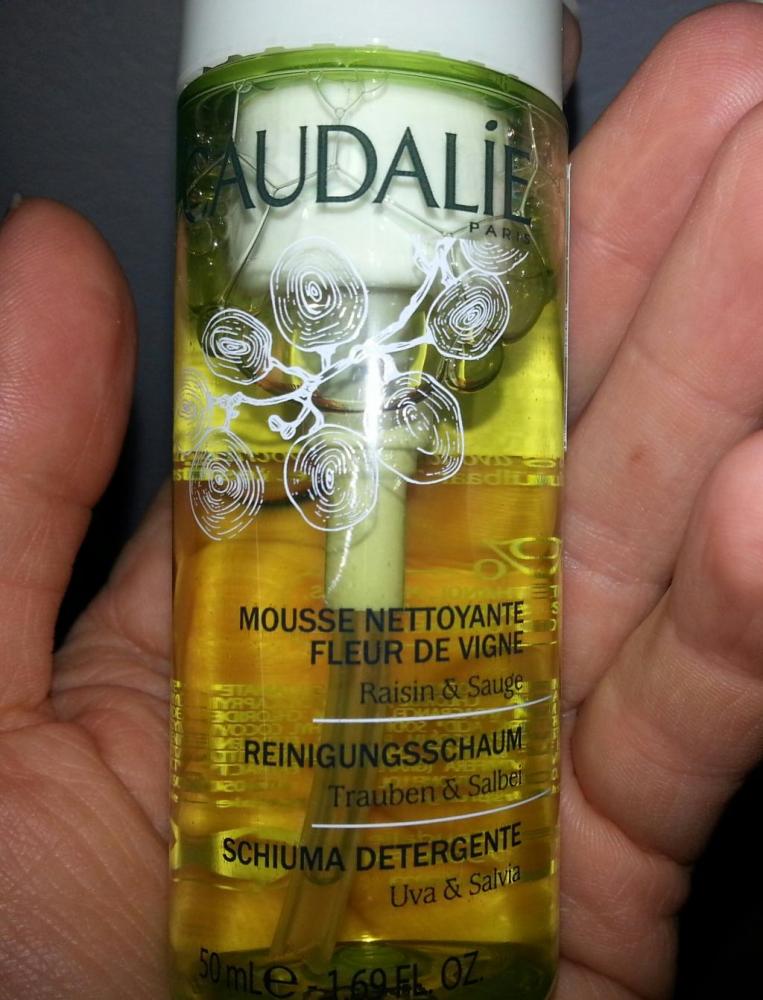 CAUDALIE
PARIS
MOUSSE NETTOYANTE
FLEUR DE VIGNE
Raisin & Sauge
REINIGUNGSSCHAUM
Trauben & Salbei
SCHIUMA DETERGENTE
Uva & Salvia
50 mL e - 1.69 FL. OZ.